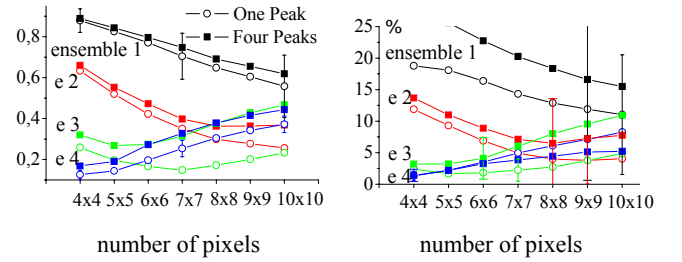 One Peak
Four Peaks
0,8
0,6
0,4
0,2
ensemble 1
e 2
e 3
e 4
4x4 5x5 6x6 7x7 8x8 9x9 10x10
number of pixels
%
25
20
15
10
5
0
ensemble 1
e 2
e 3
e 4
4x4 5x5 6x6 7x7 8x8 9x9 10x10
number of pixels